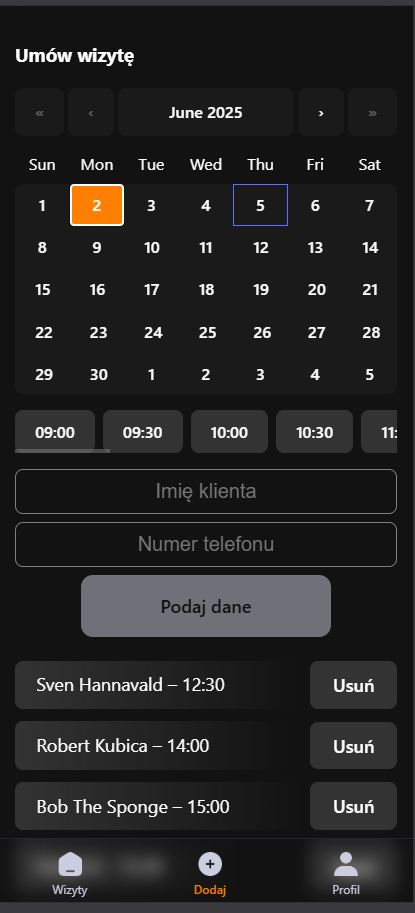 Umów wizytę
« ‹ June 2025 › »
Sun Mon Tue Wed Thu Fri Sat
1 2 3 4 5 6 7
8 9 10 11 12 13 14
15 16 17 18 19 20 21
22 23 24 25 26 27 28
29 30 1 2 3 4 5
09:00 09:30 10:00 10:30 11:
Imię klienta
Numer telefonu
Podaj dane
Sven Hannavald – 12:30 Usuń
Robert Kubica – 14:00 Usuń
Bob The Sponge – 15:00 Usuń
Wizyty Dodaj Profil